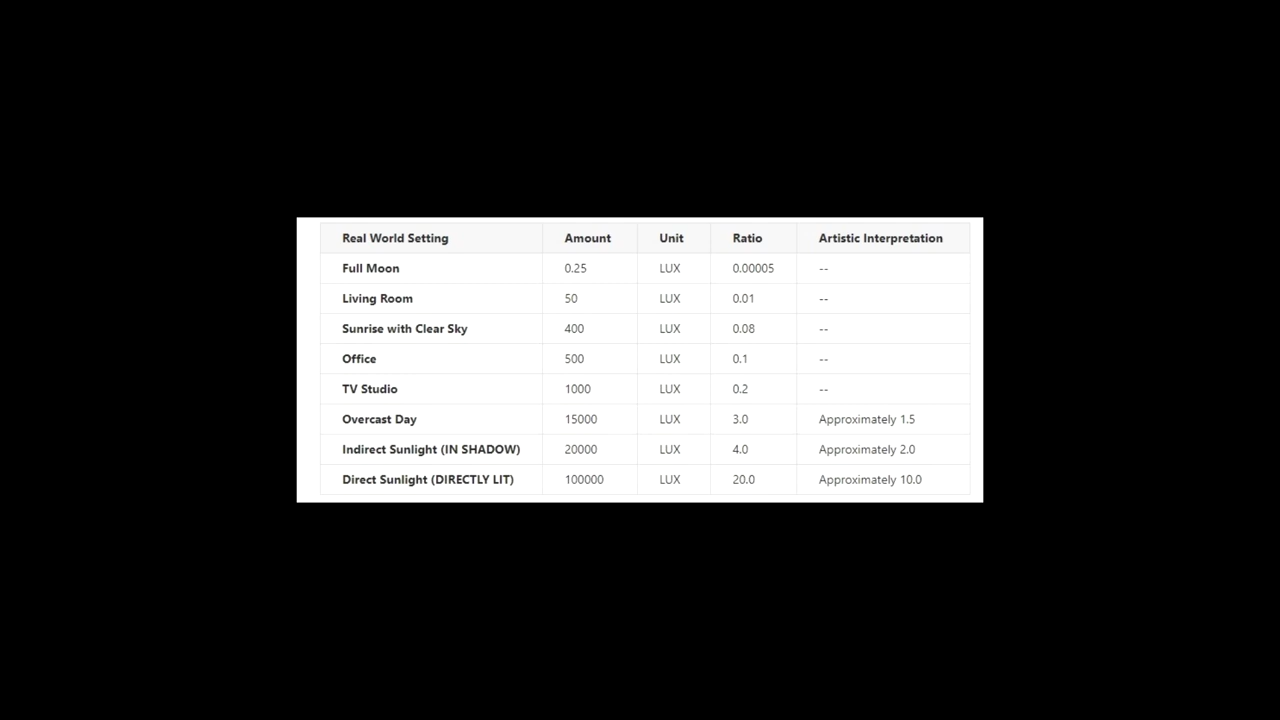 Real World Setting Amount Unit Ratio Artistic Interpretation
Full Moon 0.25 LUX 0.00005 --
Living Room 50 LUX 0.01 --
Sunrise with Clear Sky 400 LUX 0.08 --
Office 500 LUX 0.1 --
TV Studio 1000 LUX 0.2 --
Overcast Day 15000 LUX 3.0 Approximately 1.5
Indirect Sunlight (IN SHADOW) 20000 LUX 4.0 Approximately 2.0
Direct Sunlight (DIRECTLY LIT) 100000 LUX 20.0 Approximately 10.0